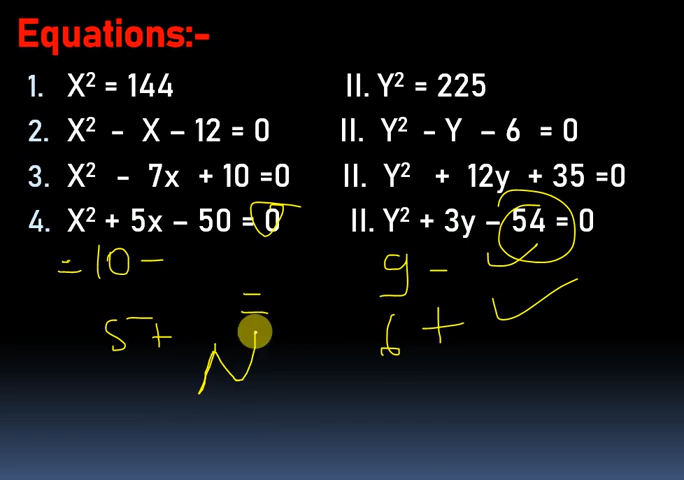 Equations:-
1. X² = 144 II. Y² = 225
2. X² - X – 12 = 0 II. Y² - Y – 6 = 0
3. X² - 7x + 10 =0 II. Y² + 12y + 35 =0
4. X² + 5x – 50 = 0 II. Y² + 3y – 54 = 0
= 10 - 9 -
5 + 6 +
=
N